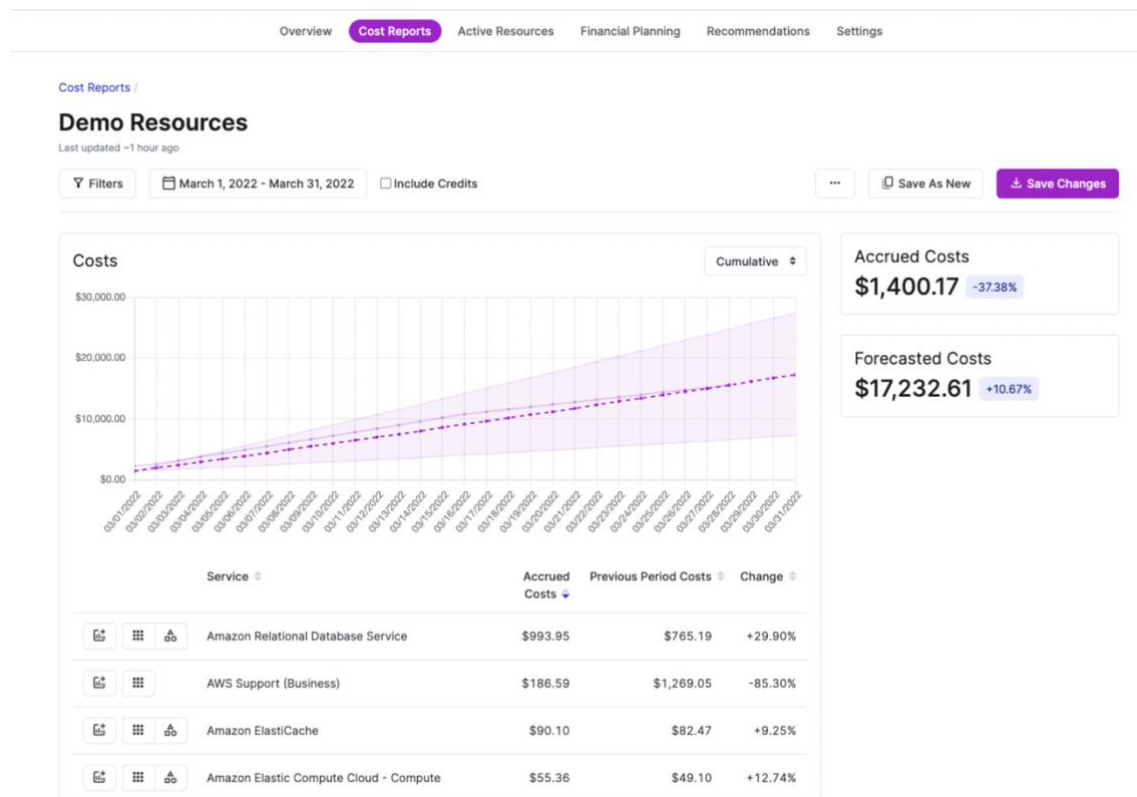 Overview Cost Reports Active Resources Financial Planning Recommendations Settings
Cost Reports /
Demo Resources
Last updated ~1 hour ago
Filters March 1, 2022 - March 31, 2022 Include Credits ... Save As New Save Changes
Costs Cumulative
$30,000.00
$20,000.00
$10,000.00
$0.00
03/01/2022 03/02/2022 03/03/2022 03/04/2022 03/05/2022 03/06/2022 03/07/2022 03/08/2022 03/09/2022 03/10/2022 03/11/2022 03/12/2022 03/13/2022 03/14/2022 03/15/2022 03/16/2022 03/17/2022 03/18/2022 03/19/2022 03/20/2022 03/21/2022 03/22/2022 03/23/2022 03/24/2022 03/25/2022 03/26/2022 03/27/2022 03/28/2022 03/29/2022 03/30/2022 03/31/2022
Accrued Costs
$1,400.17 -37.38%
Forecasted Costs
$17,232.61 +10.67%
Service Accrued Costs Previous Period Costs Change
Amazon Relational Database Service $993.95 $765.19 +29.90%
AWS Support (Business) $186.59 $1,269.05 -85.30%
Amazon ElastiCache $90.10 $82.47 +9.25%
Amazon Elastic Compute Cloud - Compute $55.36 $49.10 +12.74%